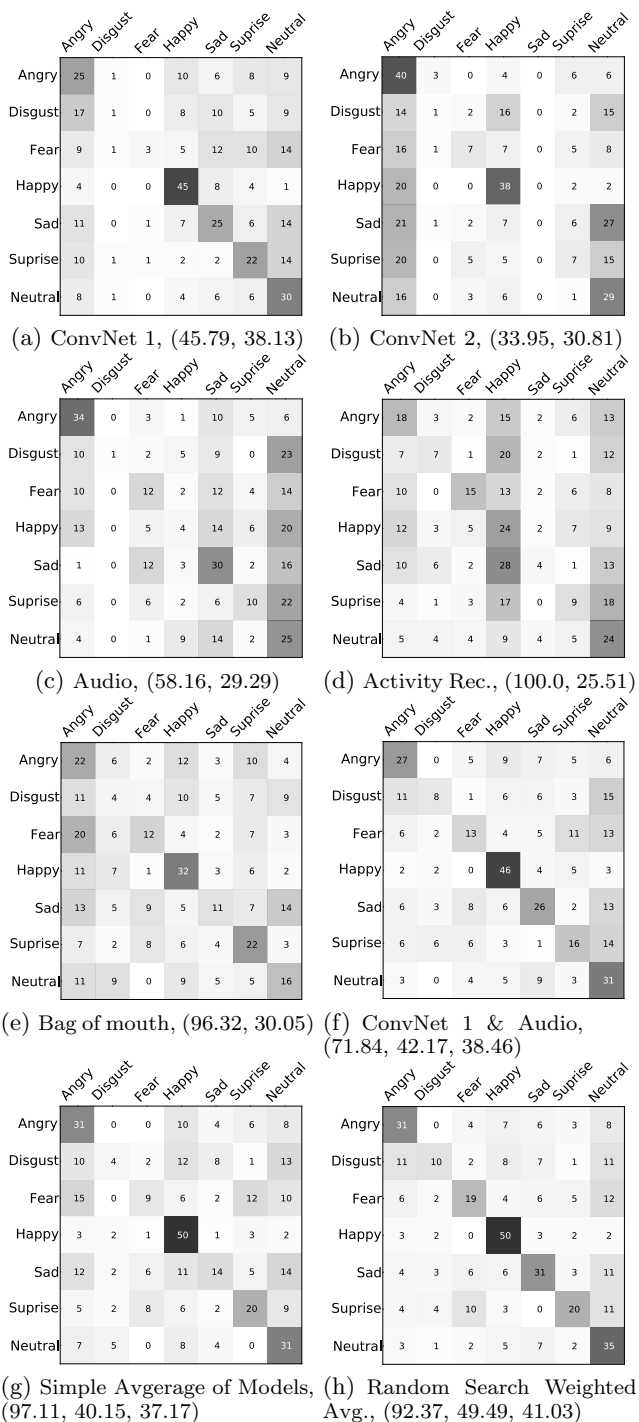 Angry Disgust Fear Happy Sad Suprise Neutral Angry Disgust Fear Happy Sad Suprise Neutral
Angry 25 1 0 10 6 8 9 Angry 40 3 0 4 0 6 6
Disgust 17 1 0 8 10 5 9 Disgust 14 1 2 16 0 2 15
Fear 9 1 3 5 12 10 14 Fear 16 1 7 7 0 5 8
Happy 4 0 0 45 8 4 1 Happy 20 0 0 38 0 2 2
Sad 11 0 1 7 25 6 14 Sad 21 1 2 7 0 6 27
Suprise 10 1 1 2 2 22 14 Suprise 20 0 5 5 0 7 15
Neutral 8 1 0 4 6 6 30 Neutral 16 0 3 6 0 1 29
(a) ConvNet 1, (45.79, 38.13) (b) ConvNet 2, (33.95, 30.81)
Angry Disgust Fear Happy Sad Suprise Neutral Angry Disgust Fear Happy Sad Suprise Neutral
Angry 34 0 3 1 10 5 6 Angry 18 3 2 15 2 6 13
Disgust 10 1 2 5 9 0 23 Disgust 7 7 1 20 2 1 12
Fear 10 0 12 2 12 4 14 Fear 10 0 15 13 2 6 8
Happy 13 0 5 4 14 6 20 Happy 12 3 5 24 2 7 9
Sad 1 0 12 3 30 2 16 Sad 10 6 2 28 4 1 13
Suprise 6 0 6 2 6 10 22 Suprise 4 1 3 17 0 9 18
Neutral 4 0 1 9 14 2 25 Neutral 5 4 4 9 4 5 24
(c) Audio, (58.16, 29.29) (d) Activity Rec., (100.0, 25.51)
Angry Disgust Fear Happy Sad Suprise Neutral Angry Disgust Fear Happy Sad Suprise Neutral
Angry 22 6 2 12 3 10 4 Angry 27 0 5 9 7 5 6
Disgust 11 4 4 10 5 7 9 Disgust 11 8 1 6 6 3 15
Fear 20 6 12 4 2 7 3 Fear 6 2 13 4 5 11 13
Happy 11 7 1 32 3 6 2 Happy 2 2 0 46 4 5 3
Sad 13 5 9 5 11 7 14 Sad 6 3 8 6 26 2 13
Suprise 7 2 8 6 4 22 3 Suprise 6 6 6 3 1 16 14
Neutral 11 9 0 9 5 5 16 Neutral 3 0 4 5 9 3 31
(e) Bag of mouth, (96.32, 30.05) (f) ConvNet 1 & Audio,
(71.84, 42.17, 38.46)
Angry Disgust Fear Happy Sad Suprise Neutral Angry Disgust Fear Happy Sad Suprise Neutral
Angry 31 0 0 10 4 6 8 Angry 31 0 4 7 6 3 8
Disgust 10 4 2 12 8 1 13 Disgust 11 10 2 8 7 1 11
Fear 15 0 9 6 2 12 10 Fear 6 2 19 4 6 5 12
Happy 3 2 1 50 1 3 2 Happy 3 2 0 50 3 2 2
Sad 12 2 6 11 14 5 14 Sad 4 3 6 6 31 3 11
Suprise 5 2 8 6 2 20 9 Suprise 4 4 10 3 0 20 11
Neutral 7 5 0 8 4 0 31 Neutral 3 1 2 5 7 2 35
(g) Simple Avgerage of Models, (h) Random Search Weighted
(97.11, 40.15, 37.17) Avg., (92.37, 49.49, 41.03)